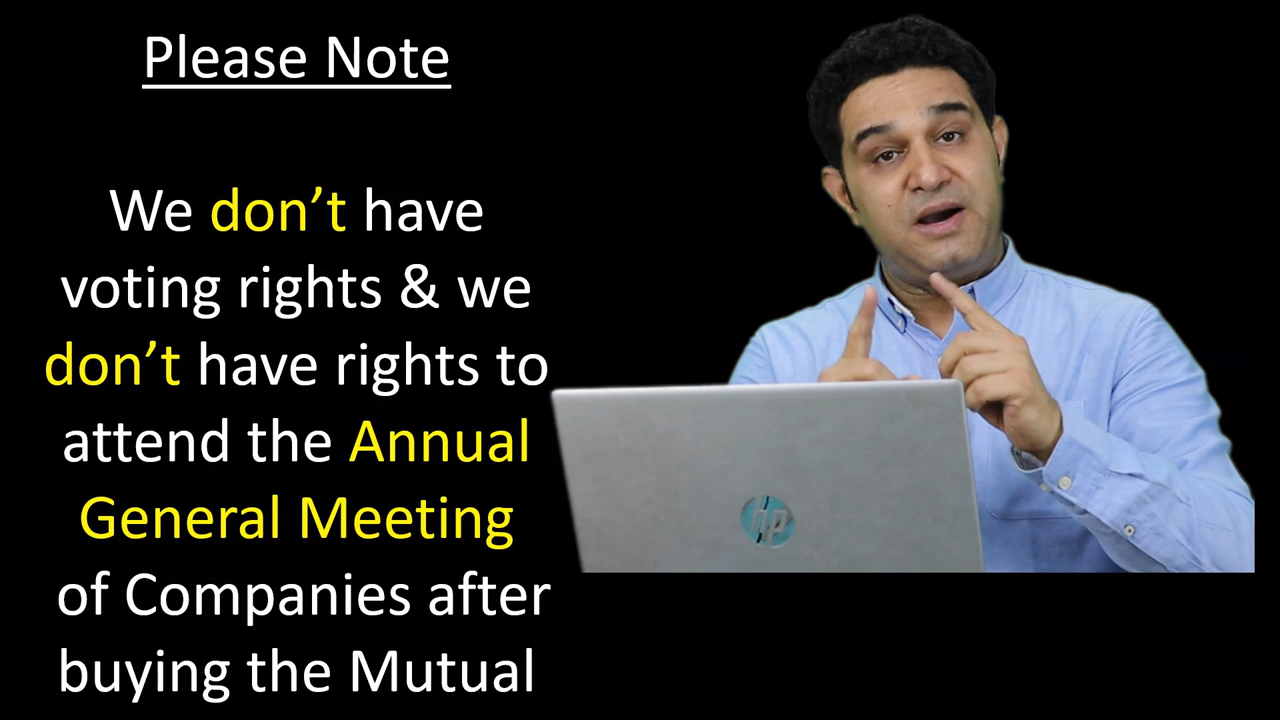 Please Note
We don’t have
voting rights & we
don’t have rights to
attend the Annual
General Meeting
of Companies after
buying the Mutual
hp